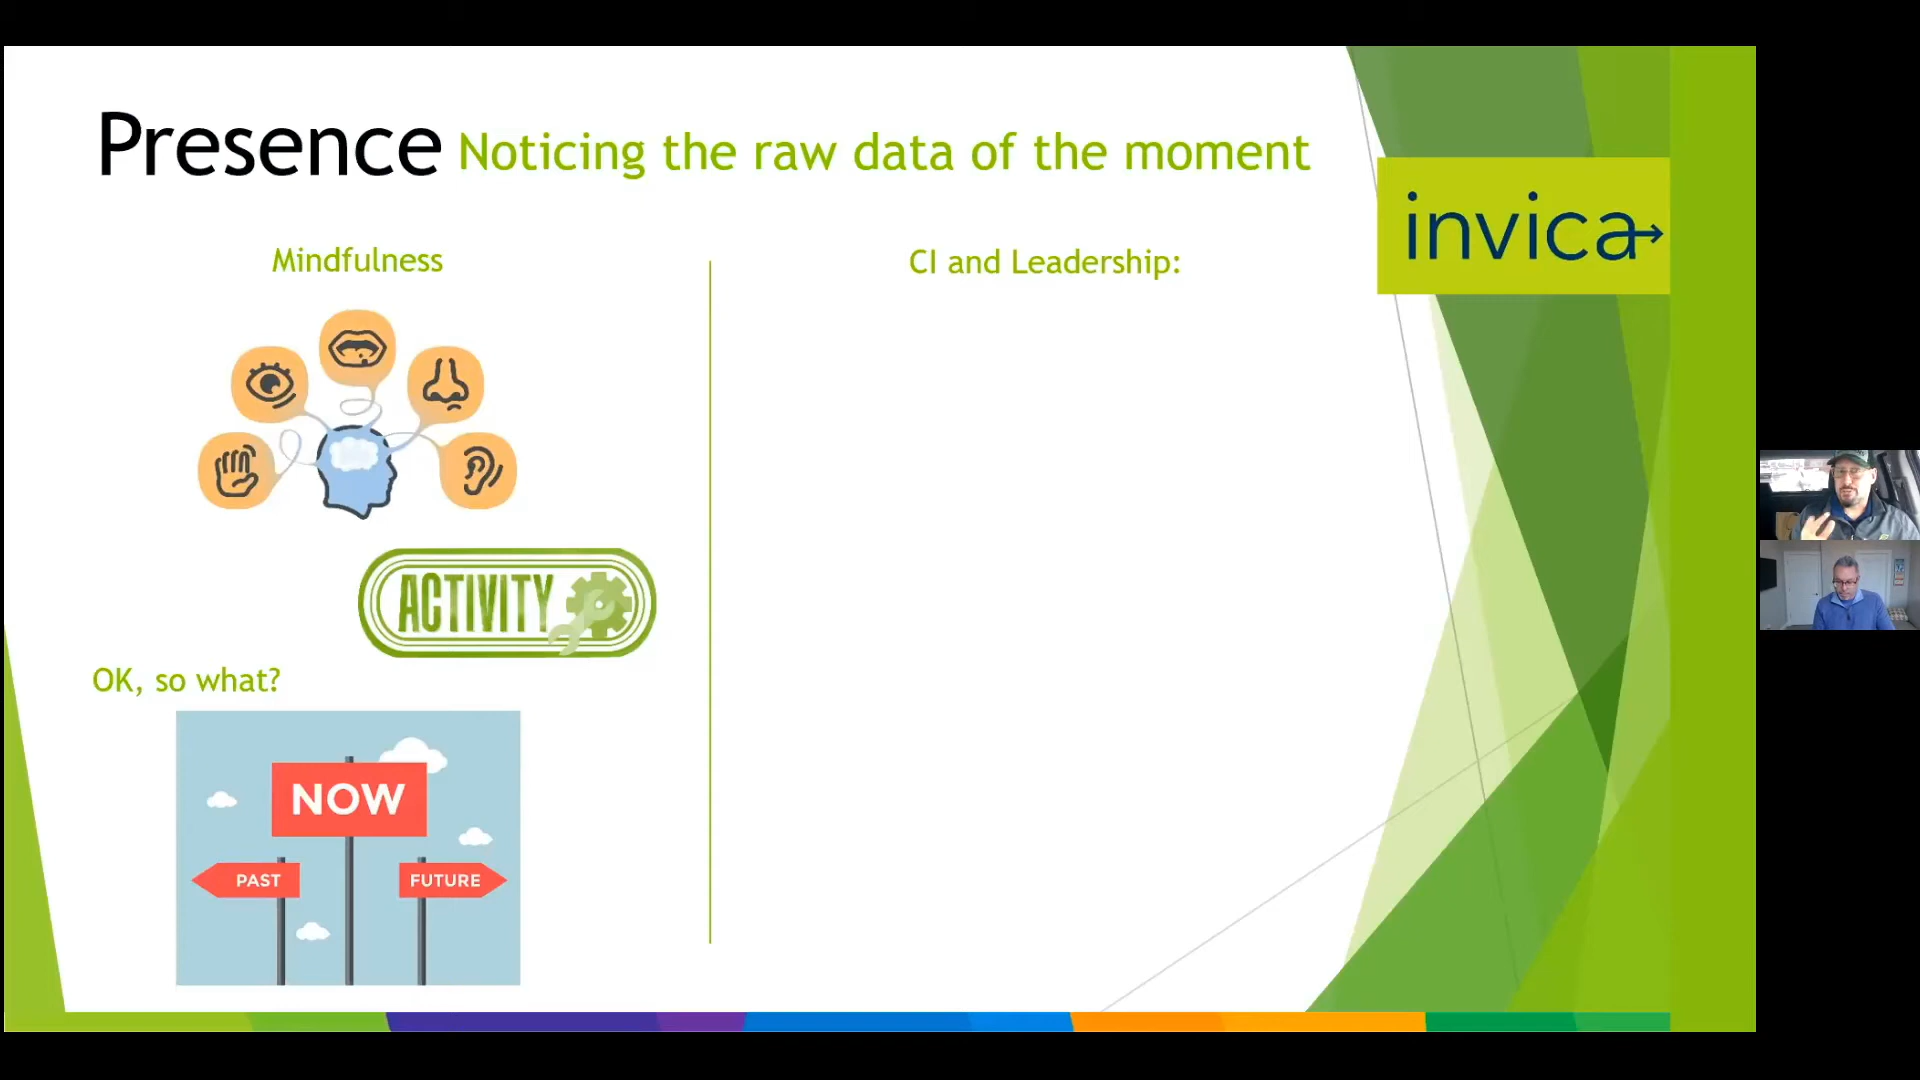 Presence Noticing the raw data of the moment
invica
Mindfulness
CI and Leadership:
ACTIVITY
OK, so what?
NOW
PAST
FUTURE